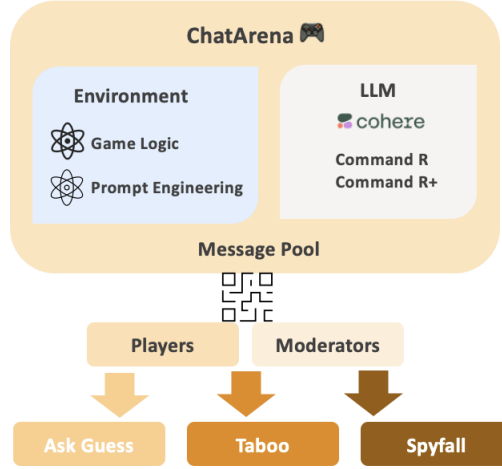 ChatArena
Environment
Game Logic
Prompt Engineering
LLM
cohere
Command R
Command R+
Message Pool
Players
Moderators
Ask Guess
Taboo
Spyfall